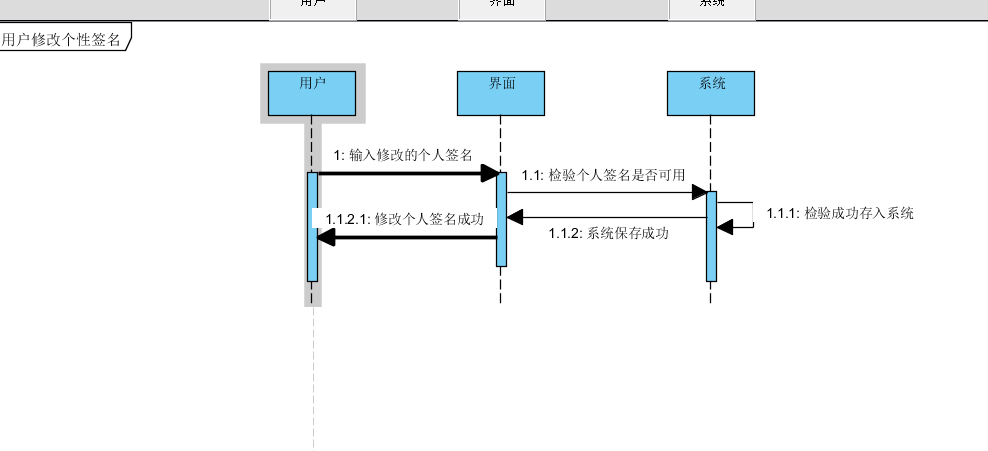 用户
界面
系统
用户修改个性签名
用户
界面
系统
1: 输入修改的个人签名
1.1: 检验个人签名是否可用
1.1.1: 检验成功存入系统
1.1.2.1: 修改个人签名成功
1.1.2: 系统保存成功